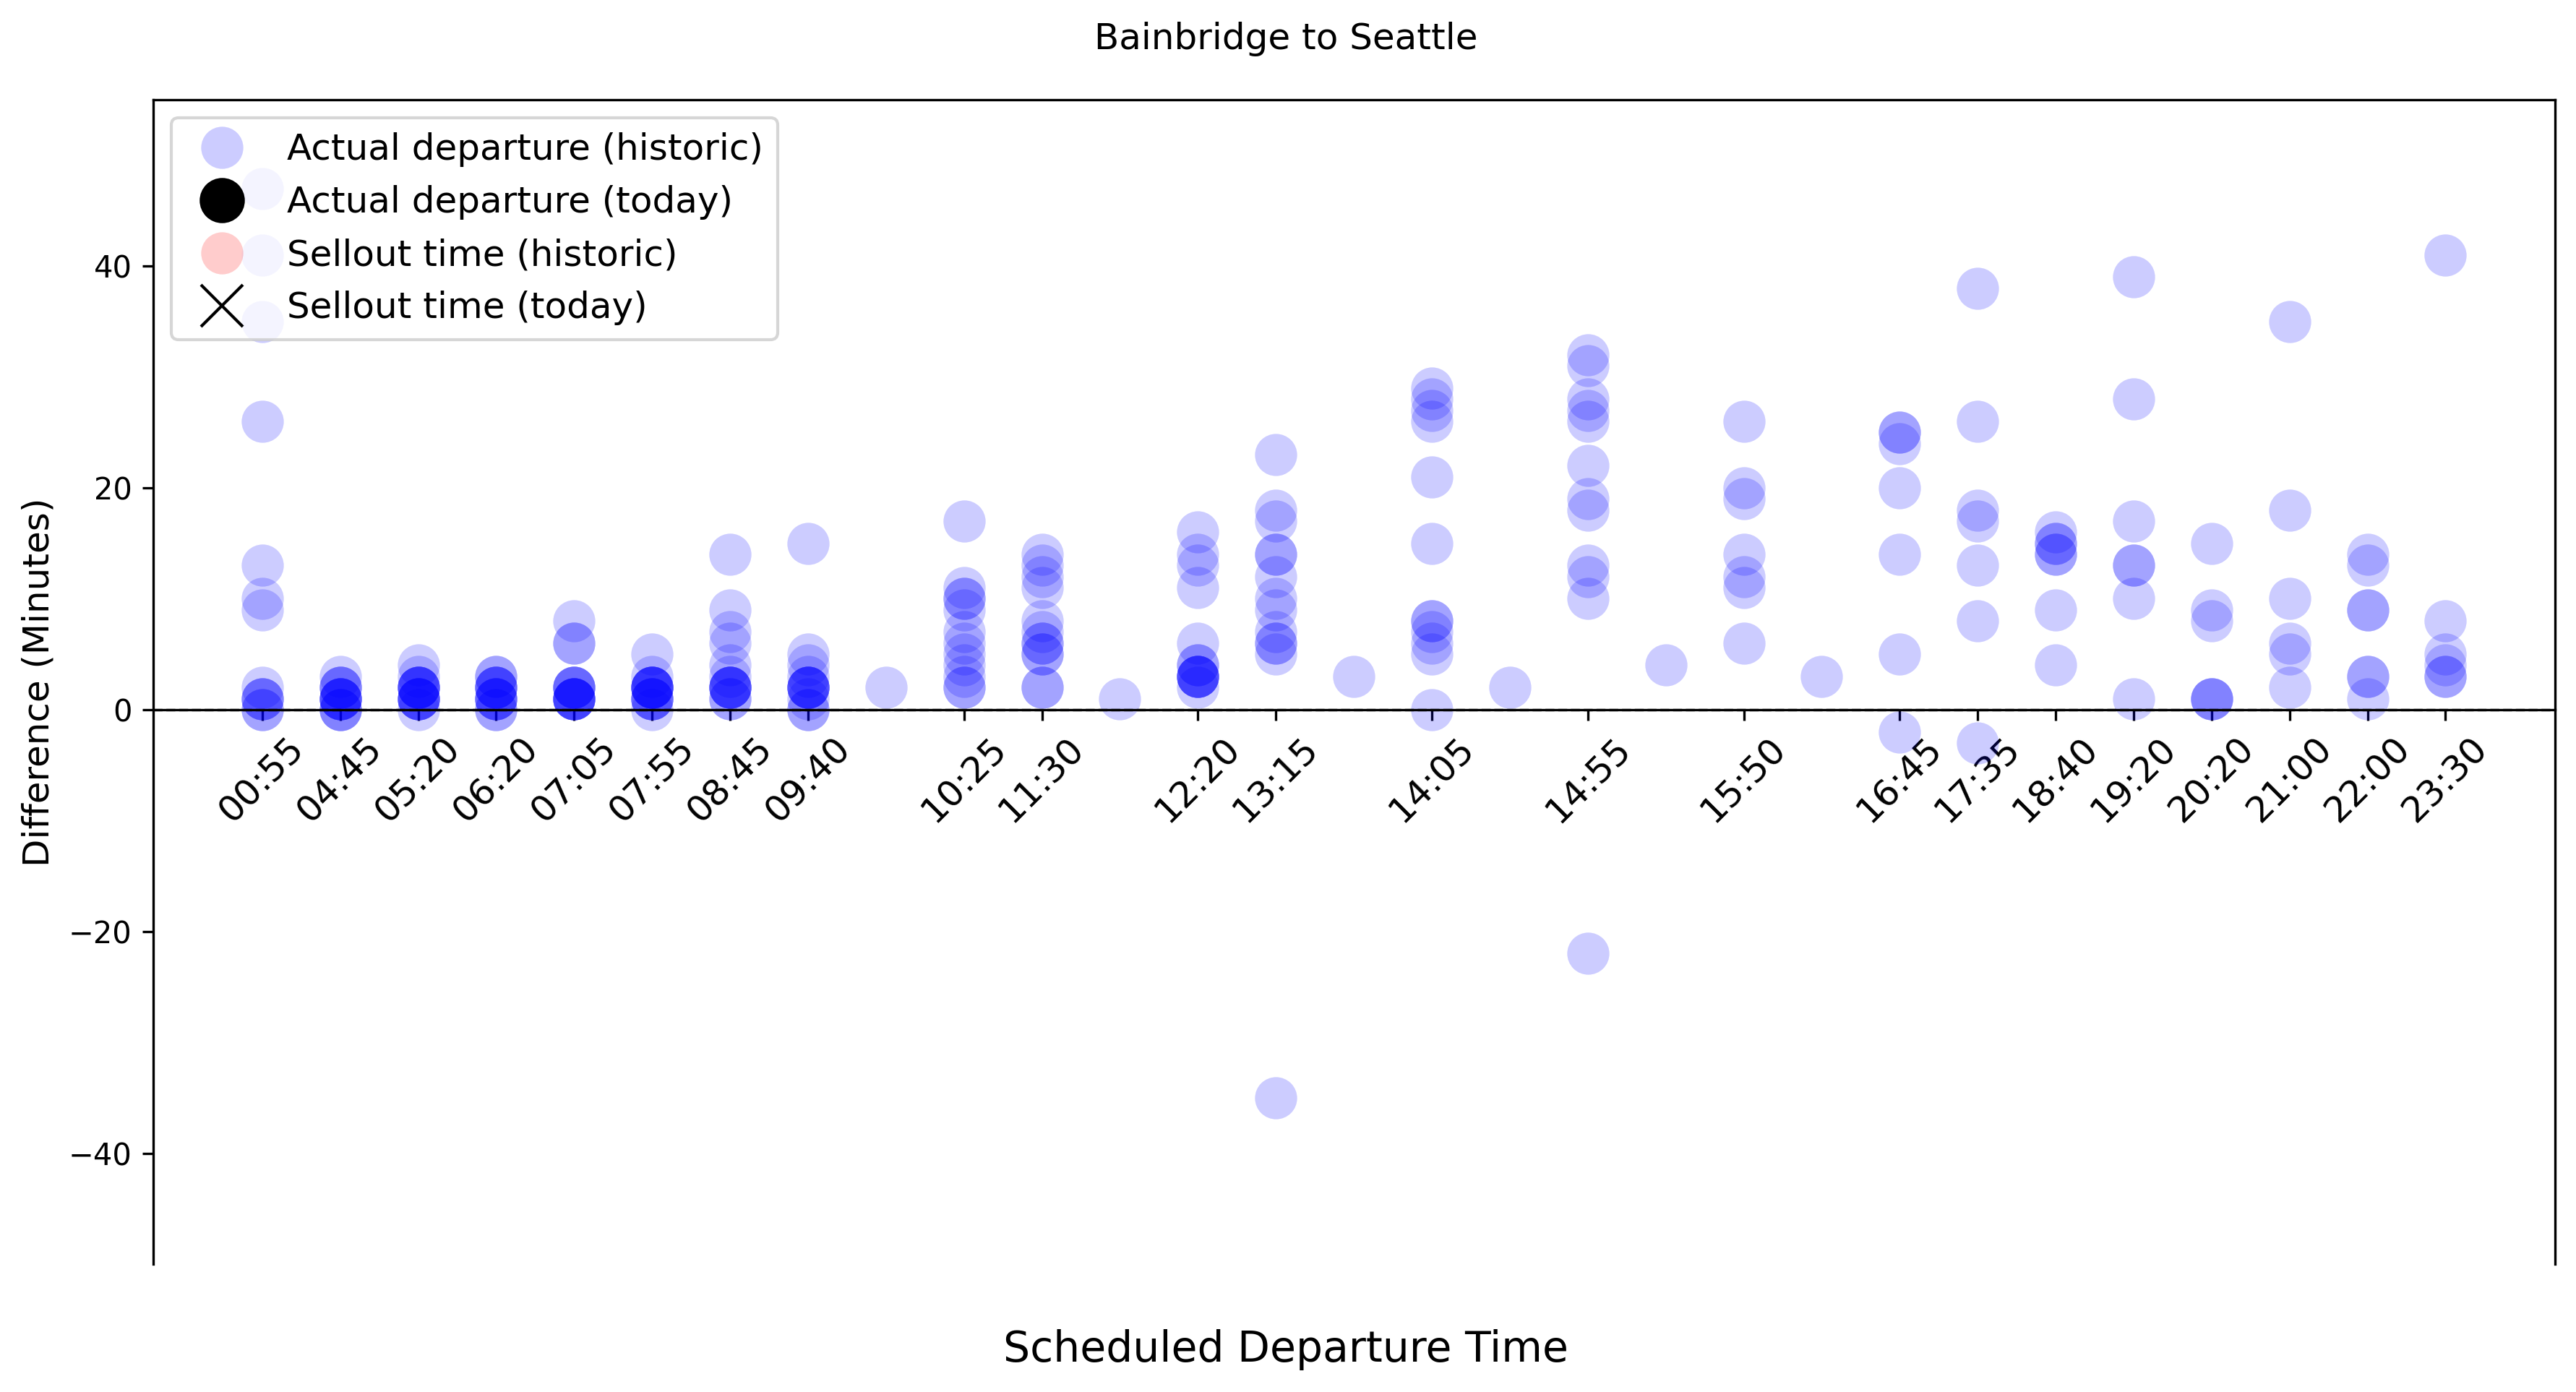 Bainbridge to Seattle
Actual departure (historic)
Actual departure (today)
Sellout time (historic)
Sellout time (today)
Difference (Minutes)
40
20
0
−20
−40
00:55 04:45 05:20 06:20 07:05 07:55 08:45 09:40 10:25 11:30 12:20 13:15 14:05 14:55 15:50 16:45 17:35 18:40 19:20 20:20 21:00 22:00 23:30
Scheduled Departure Time